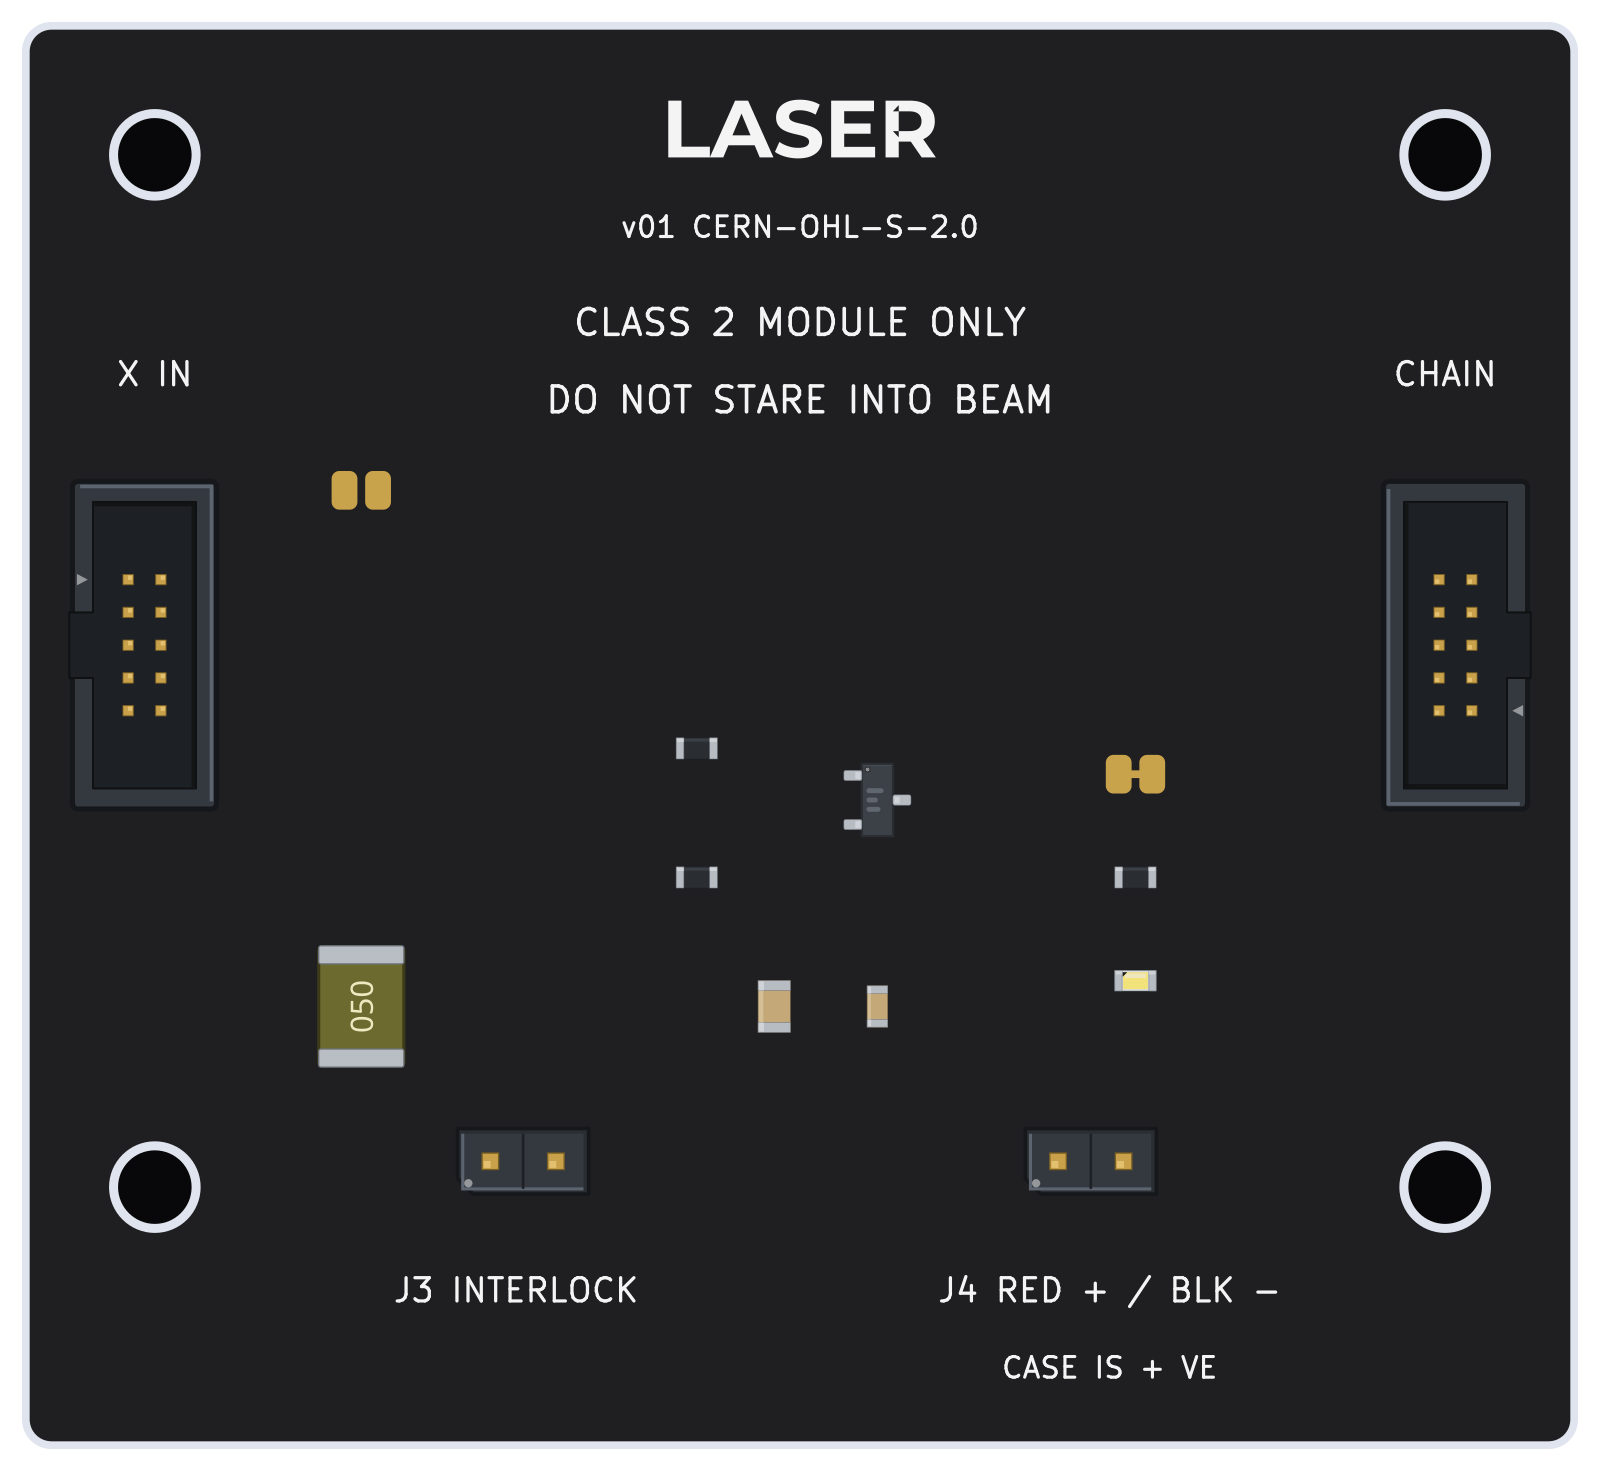 LASER
v01 CERN-OHL-S-2.0
CLASS 2 MODULE ONLY
X IN
CHAIN
DO NOT STARE INTO BEAM
050
J3 INTERLOCK
J4 RED + / BLK -
CASE IS + VE